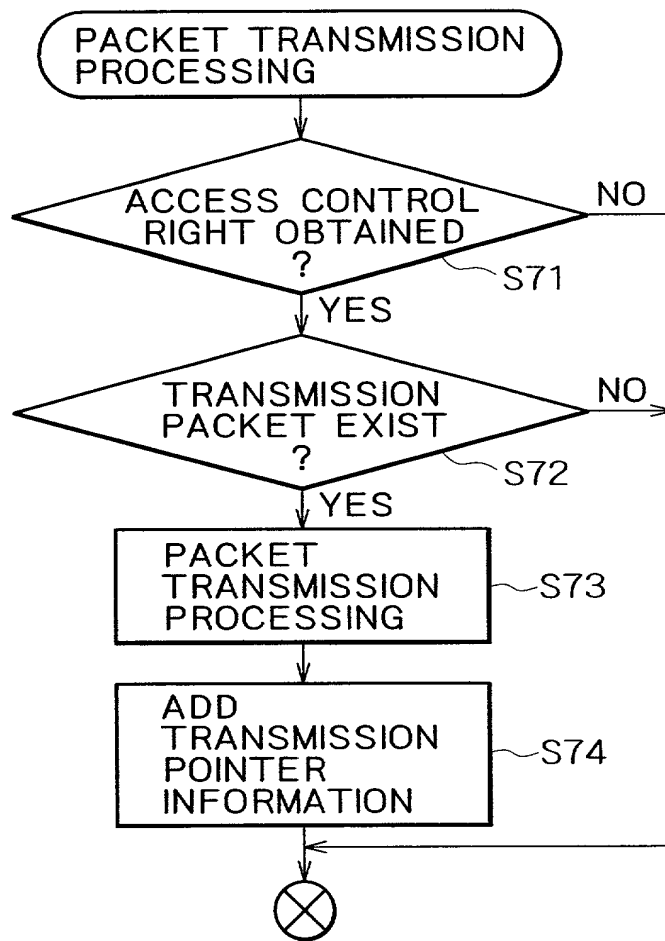 PACKET TRANSMISSION
PROCESSING
ACCESS CONTROL
RIGHT OBTAINED
?
NO
S71
YES
TRANSMISSION
PACKET EXIST
?
NO
S72
YES
PACKET
TRANSMISSION
PROCESSING
S73
ADD
TRANSMISSION
POINTER
INFORMATION
S74